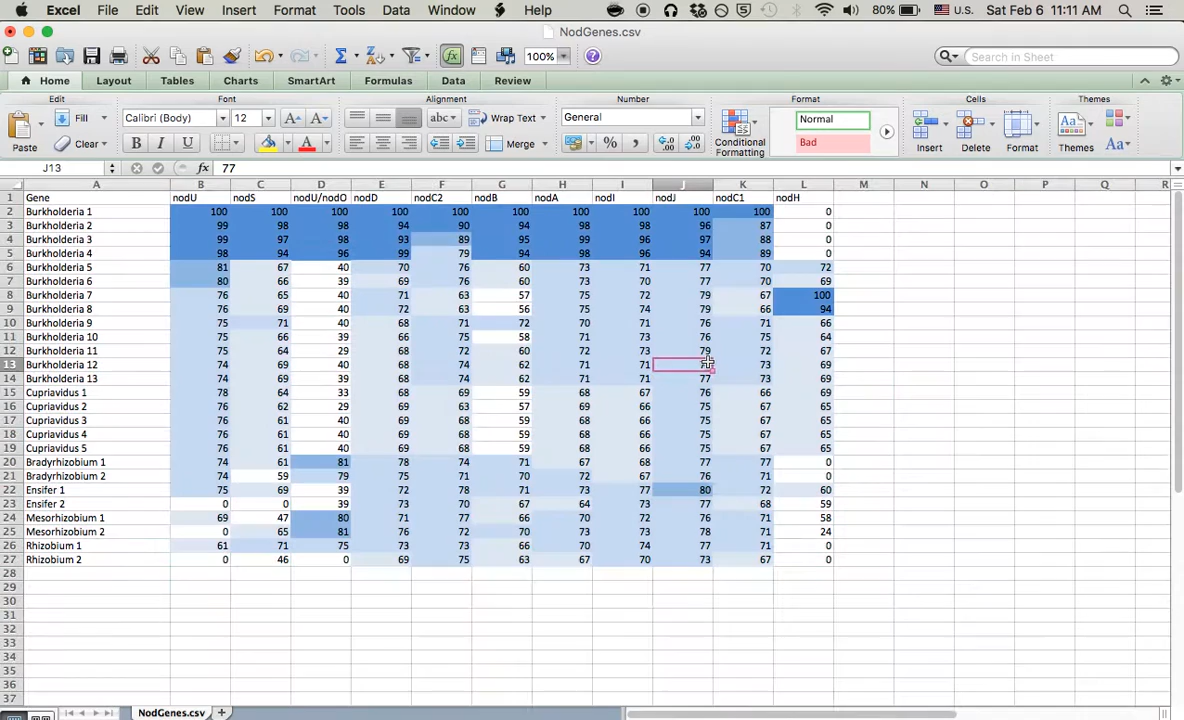 Excel File Edit View Insert Format Tools Data Window Help 80% U.S. Sat Feb 6 11:11 AM
NodGenes.csv
100% Search in Sheet
Home Layout Tables Charts SmartArt Formulas Data Review
Edit Font Alignment Number Format Cells Themes
Fill Calibri (Body) 12 abc Wrap Text General Normal
Paste Clear B I U Merge % Conditional Formatting Bad Insert Delete Format Themes Aa
J13 fx 77
A B C D E F G H I J K L M N O P Q R
1 Gene nodU nodS nodU/nodO nodD nodC2 nodB nodA nodI nodJ nodC1 nodH
2 Burkholderia 1 100 100 100 100 100 100 100 100 100 100 0
3 Burkholderia 2 99 98 98 94 90 94 98 98 96 87 0
4 Burkholderia 3 99 97 98 93 89 95 99 96 97 88 0
5 Burkholderia 4 98 94 96 99 79 94 98 96 94 89 0
6 Burkholderia 5 81 67 40 70 76 60 73 71 77 70 72
7 Burkholderia 6 80 66 39 69 76 60 73 70 77 70 69
8 Burkholderia 7 76 65 40 71 63 57 75 72 79 67 100
9 Burkholderia 8 76 69 40 72 63 56 75 74 79 66 94
10 Burkholderia 9 75 71 40 68 71 72 70 71 76 71 66
11 Burkholderia 10 75 66 39 66 75 58 71 73 76 75 64
12 Burkholderia 11 75 64 29 68 72 60 72 73 79 72 67
13 Burkholderia 12 74 69 40 68 74 62 71 71 73 69
14 Burkholderia 13 74 69 39 68 74 62 71 71 77 73 69
15 Cupriavidus 1 78 64 33 68 68 59 68 67 76 66 69
16 Cupriavidus 2 76 62 29 69 63 57 69 66 75 67 65
17 Cupriavidus 3 76 61 40 69 68 59 68 66 75 67 65
18 Cupriavidus 4 76 61 40 69 68 59 68 66 75 67 65
19 Cupriavidus 5 76 61 40 69 68 59 68 66 75 67 65
20 Bradyrhizobium 1 74 61 81 78 74 71 67 68 77 77 0
21 Bradyrhizobium 2 74 59 79 75 71 70 72 67 76 71 0
22 Ensifer 1 75 69 39 72 78 71 73 77 80 72 60
23 Ensifer 2 0 0 39 73 70 67 64 73 77 68 59
24 Mesorhizobium 1 69 47 80 71 77 66 70 72 76 71 58
25 Mesorhizobium 2 0 65 81 76 72 70 73 73 78 71 24
26 Rhizobium 1 61 71 75 73 73 66 70 74 77 71 0
27 Rhizobium 2 0 46 0 69 75 63 67 70 73 67 0
28
29
30
31
32
33
34
35
36
37
NodGenes.csv